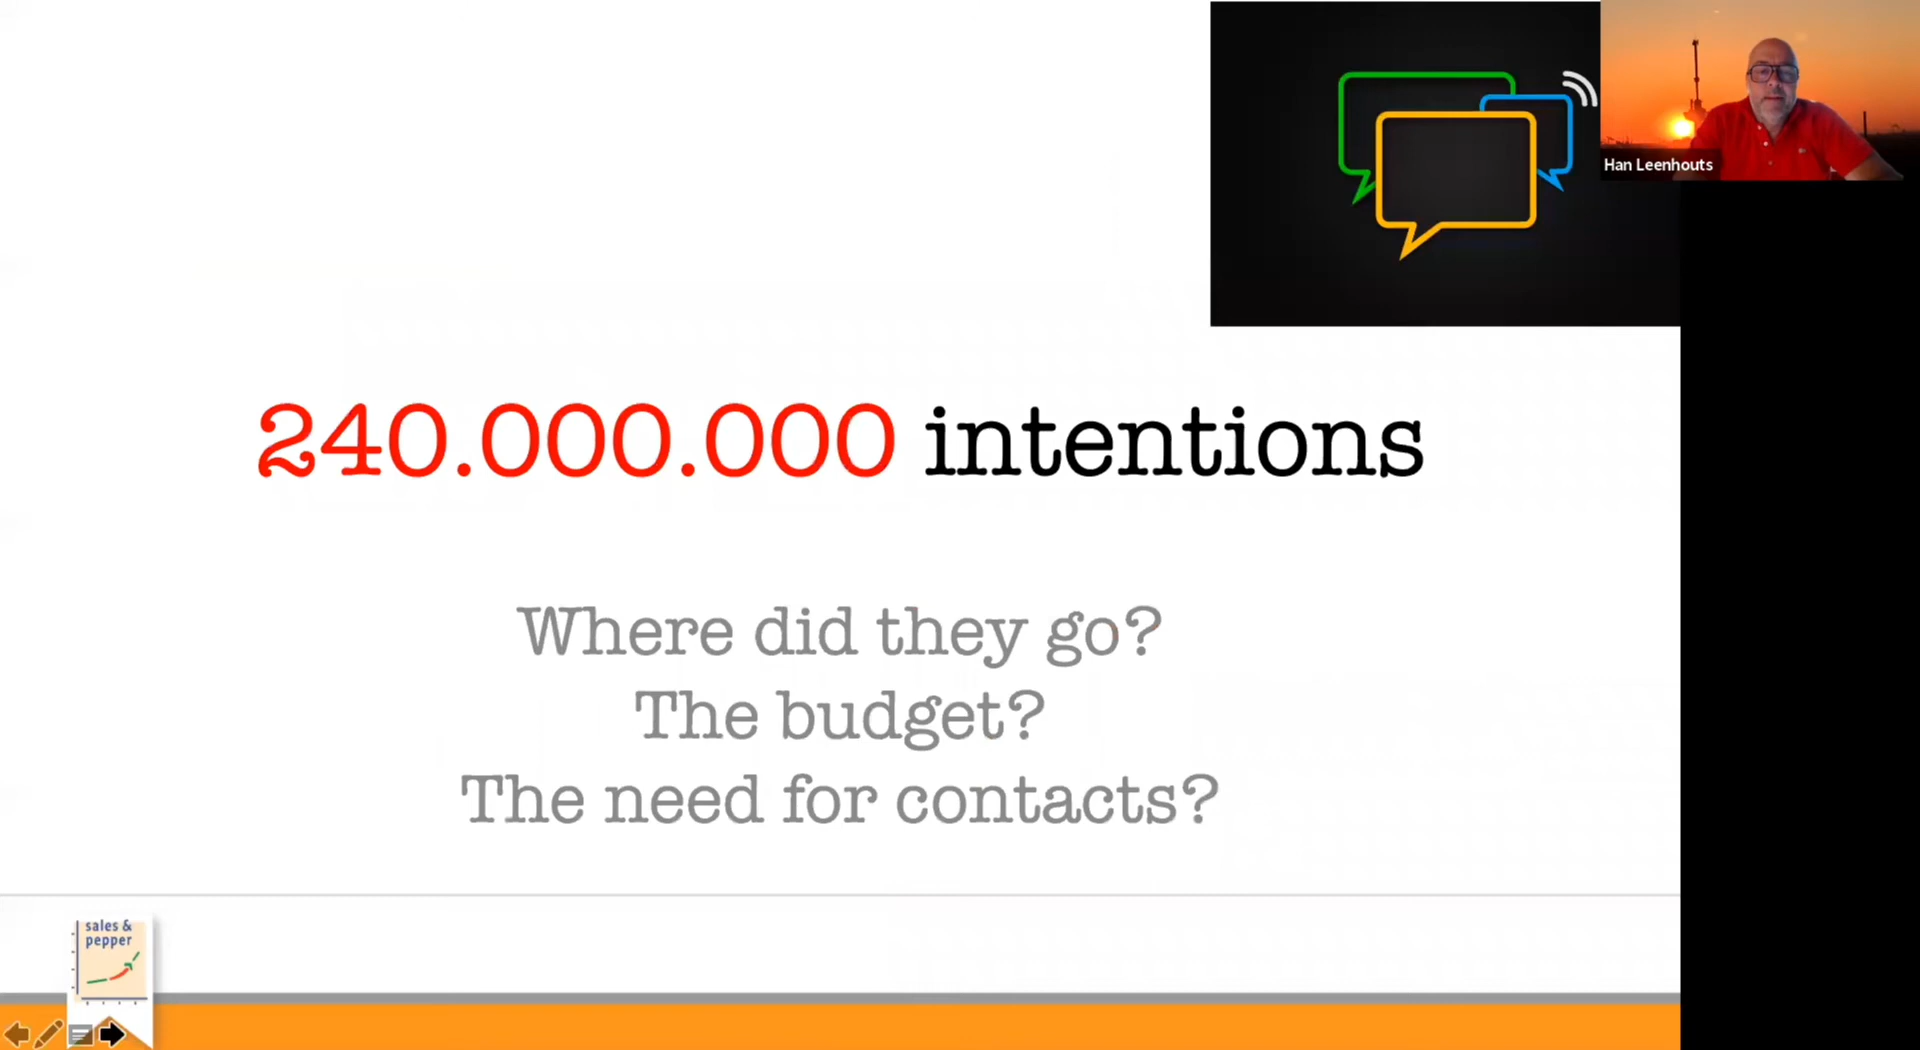 Han Leenhouts
240.000.000 intentions
Where did they go?
The budget?
The need for contacts?
sales &
pepper